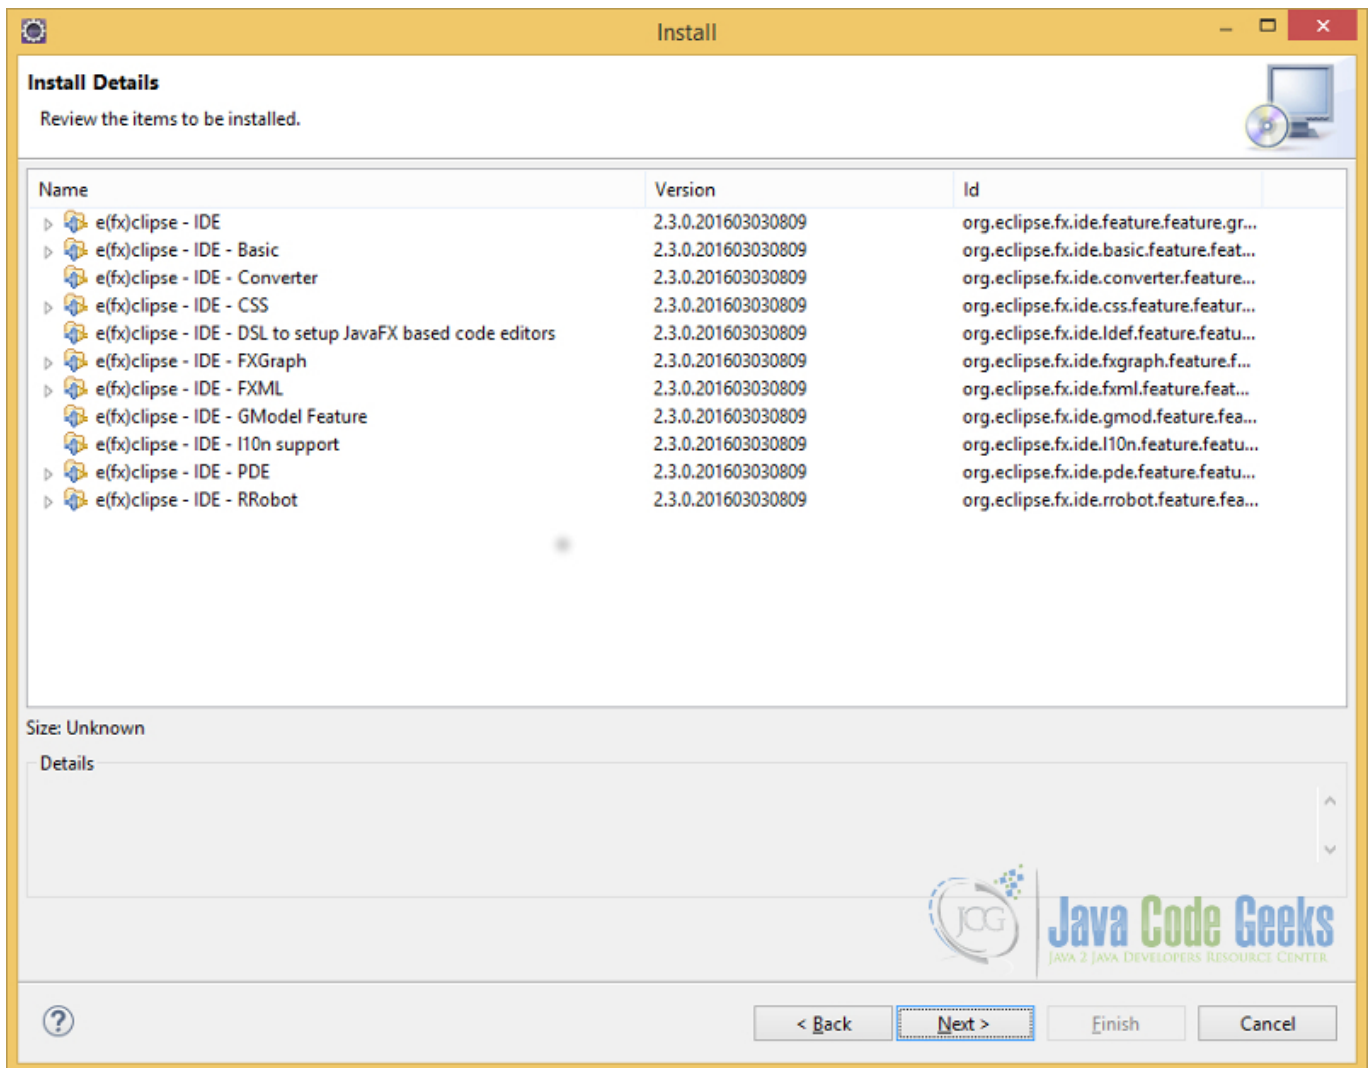 Install
Install Details
Review the items to be installed.
Name Version Id
e(fx)clipse - IDE 2.3.0.201603030809 org.eclipse.fx.ide.feature.feature.gr...
e(fx)clipse - IDE - Basic 2.3.0.201603030809 org.eclipse.fx.ide.basic.feature.feat...
e(fx)clipse - IDE - Converter 2.3.0.201603030809 org.eclipse.fx.ide.converter.feature...
e(fx)clipse - IDE - CSS 2.3.0.201603030809 org.eclipse.fx.ide.css.feature.featur...
e(fx)clipse - IDE - DSL to setup JavaFX based code editors 2.3.0.201603030809 org.eclipse.fx.ide.ldef.feature.featu...
e(fx)clipse - IDE - FXGraph 2.3.0.201603030809 org.eclipse.fx.ide.fxgraph.feature.f...
e(fx)clipse - IDE - FXML 2.3.0.201603030809 org.eclipse.fx.ide.fxml.feature.feat...
e(fx)clipse - IDE - GModel Feature 2.3.0.201603030809 org.eclipse.fx.ide.gmod.feature.fea...
e(fx)clipse - IDE - l10n support 2.3.0.201603030809 org.eclipse.fx.ide.l10n.feature.featu...
e(fx)clipse - IDE - PDE 2.3.0.201603030809 org.eclipse.fx.ide.pde.feature.featu...
e(fx)clipse - IDE - RRobot 2.3.0.201603030809 org.eclipse.fx.ide.rrobot.feature.fea...
Size: Unknown
Details
JCG
Java Code Geeks
JAVA 2 JAVA DEVELOPERS RESOURCE CENTER
< Back Next > Finish Cancel